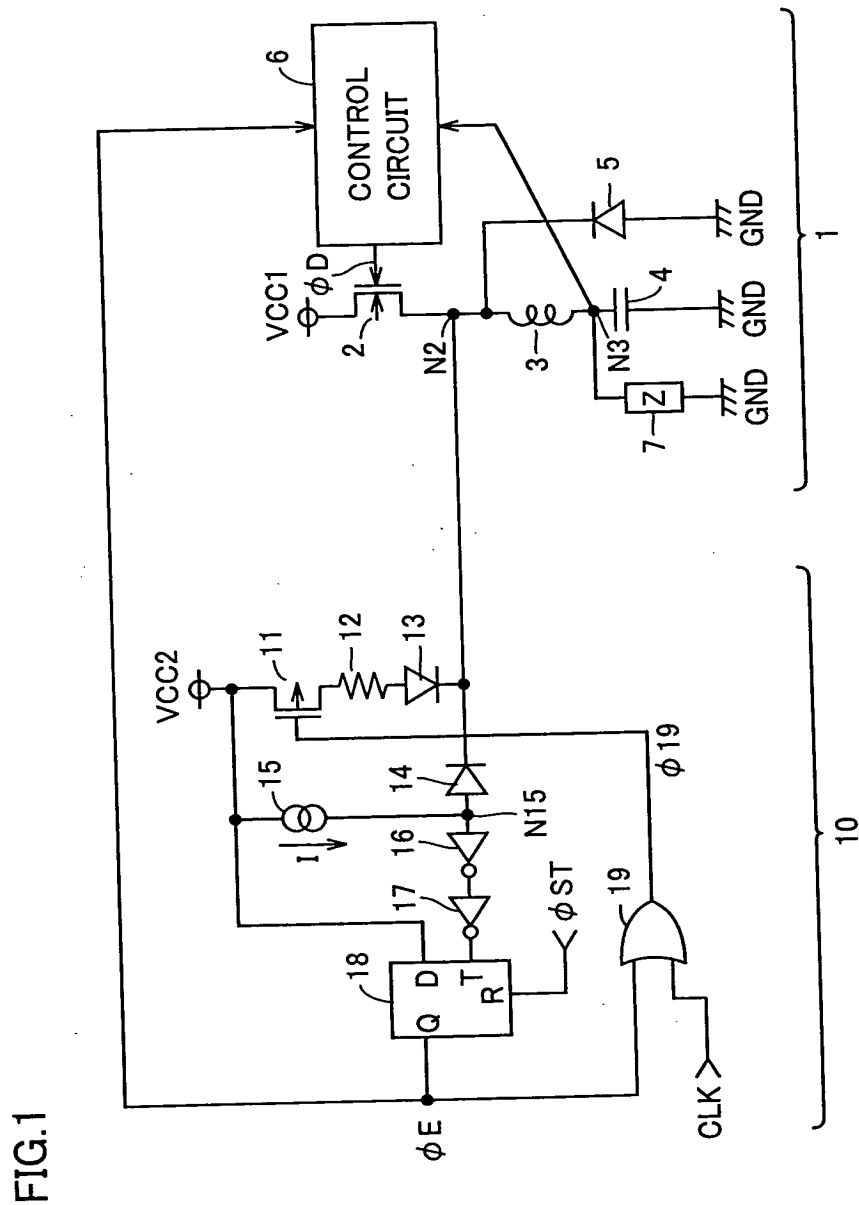 FIG.1
VCC2
VCC1
φD
CONTROL
CIRCUIT
6
2
N2
5
3
4
N3
Z
7
GND
GND
GND
1
11
12
13
15
I
14
N15
16
17
18
D
Q
T
R
φST
φE
19
φ19
CLK
10